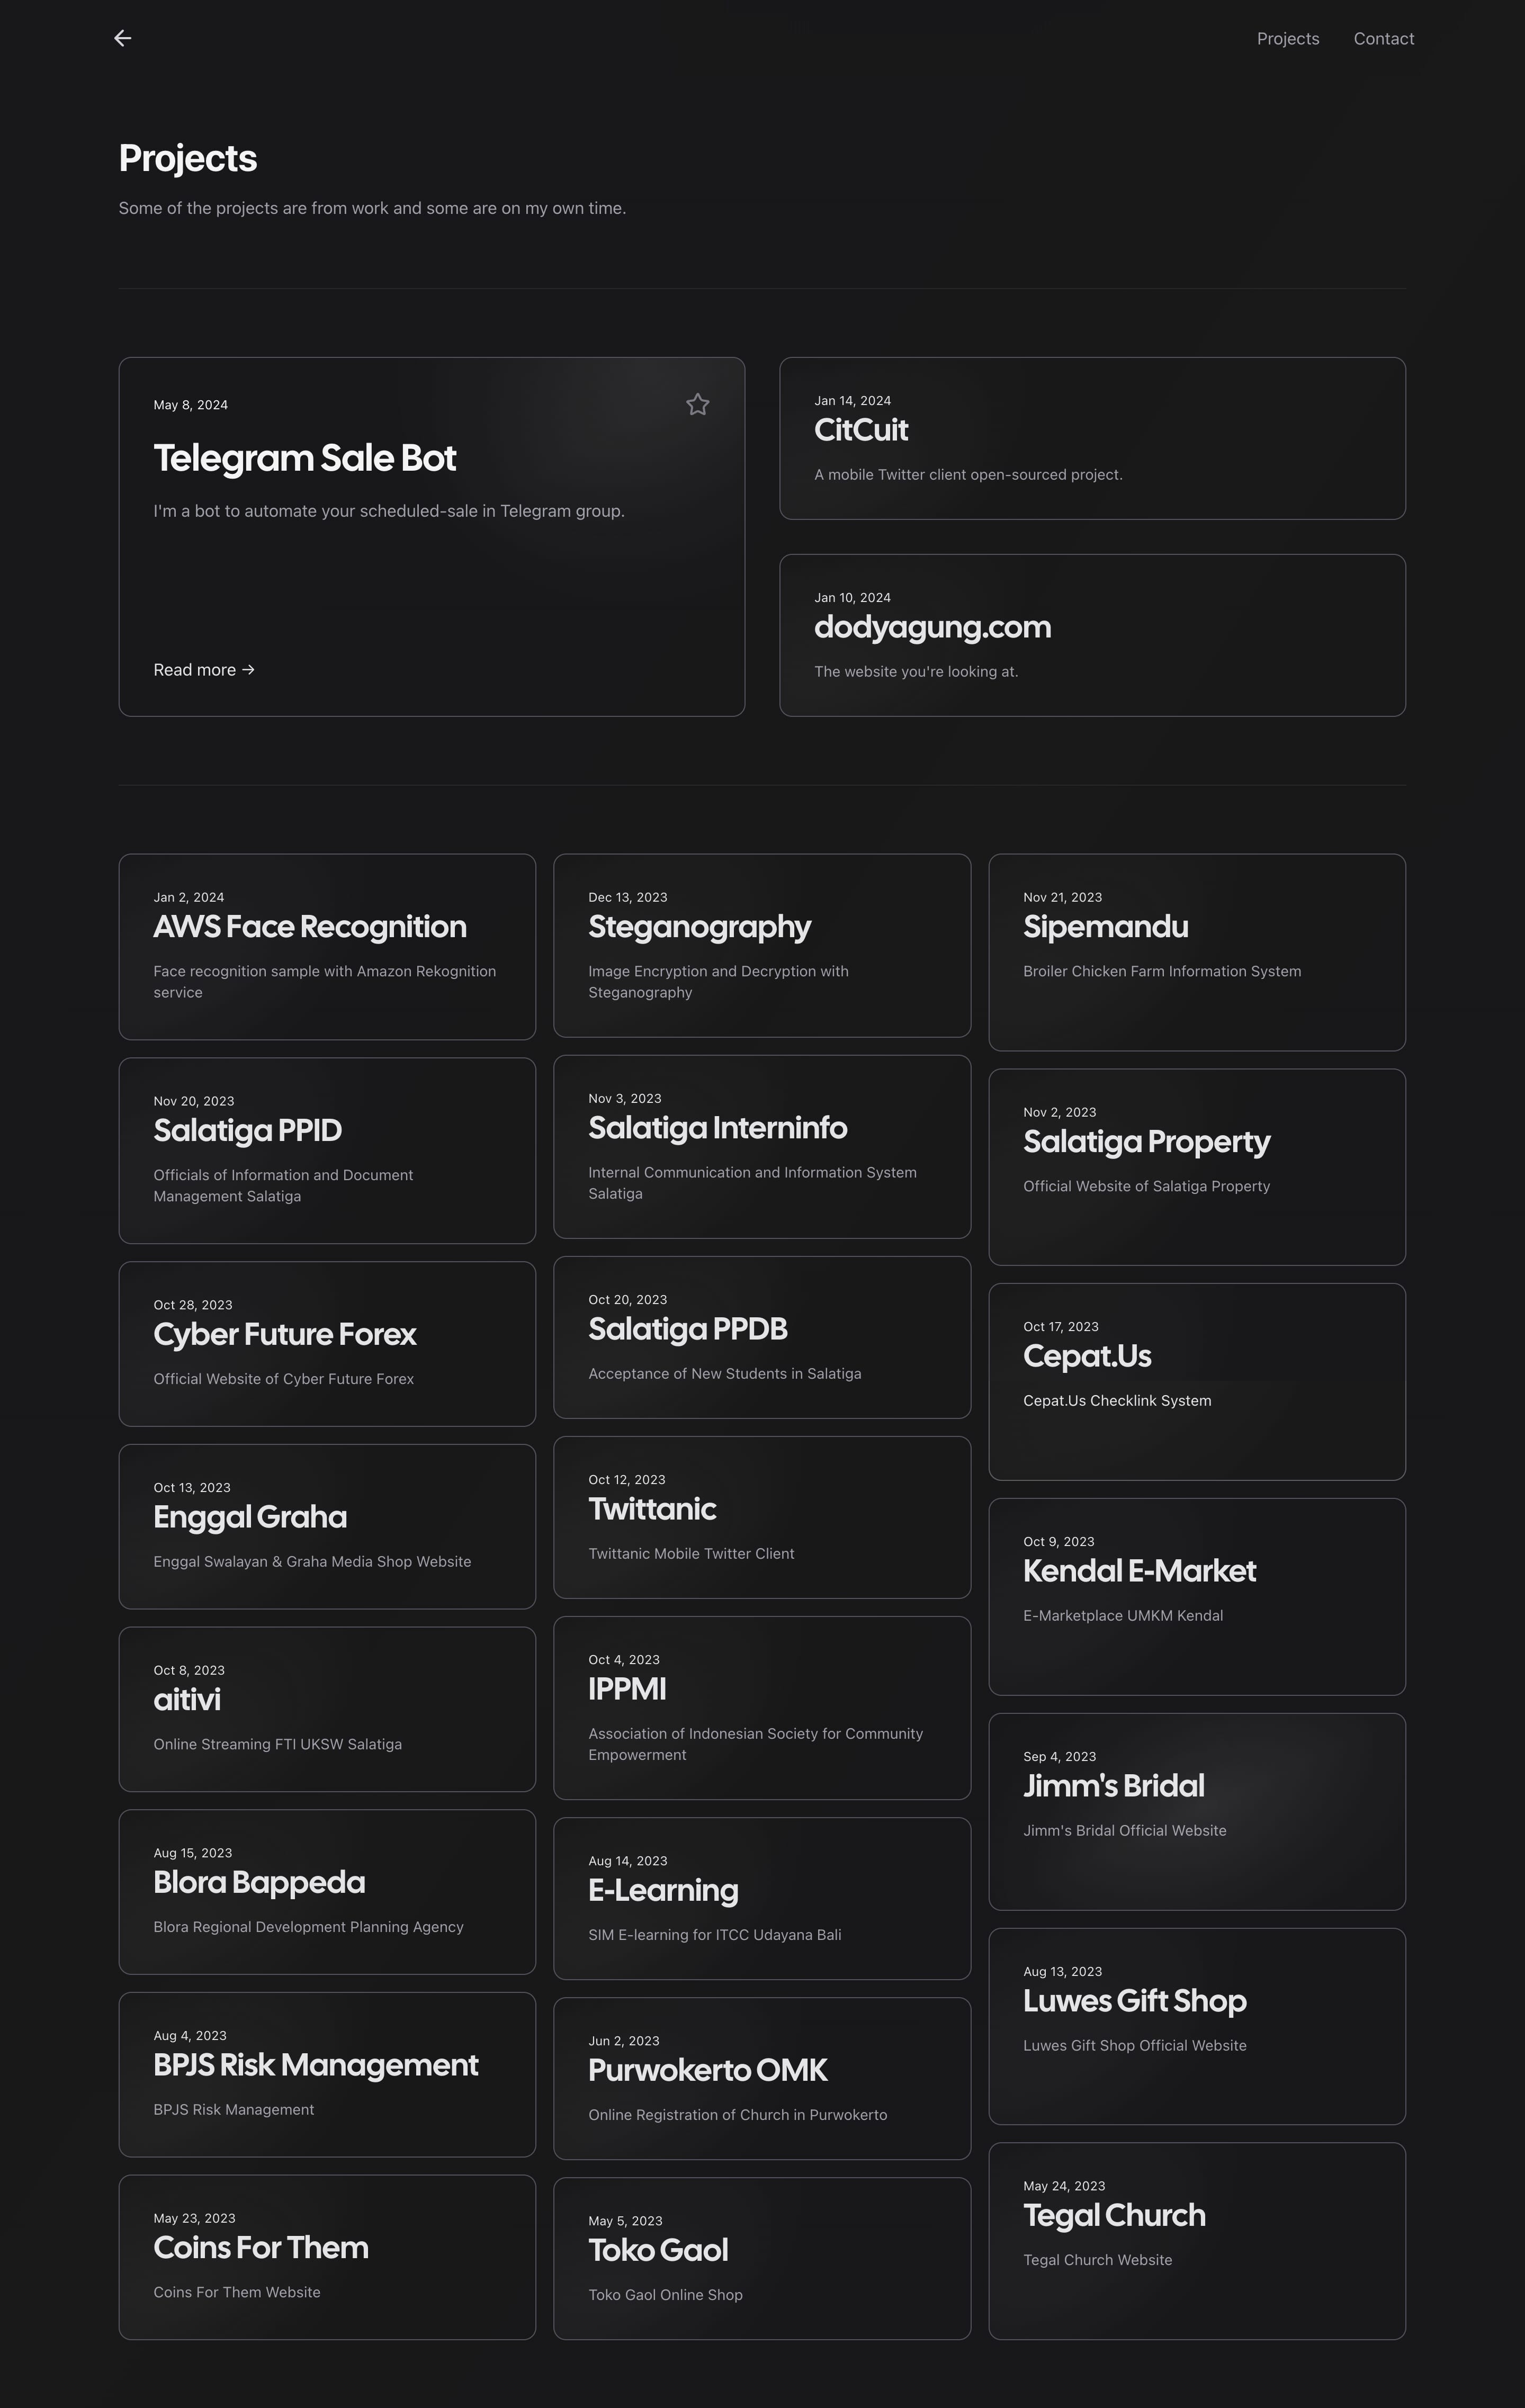 Projects
Contact
Projects
Some of the projects are from work and some are on my own time.
May 8, 2024
Telegram Sale Bot
I'm a bot to automate your scheduled-sale in Telegram group.
Read more →
Jan 14, 2024
CitCuit
A mobile Twitter client open-sourced project.
Jan 10, 2024
dodyagung.com
The website you're looking at.
Jan 2, 2024
AWS Face Recognition
Face recognition sample with Amazon Rekognition
service
Nov 20, 2023
Salatiga PPID
Officials of Information and Document
Management Salatiga
Oct 28, 2023
Cyber Future Forex
Official Website of Cyber Future Forex
Oct 13, 2023
Enggal Graha
Enggal Swalayan & Graha Media Shop Website
Oct 8, 2023
aitivi
Online Streaming FTI UKSW Salatiga
Aug 15, 2023
Blora Bappeda
Blora Regional Development Planning Agency
Aug 4, 2023
BPJS Risk Management
BPJS Risk Management
May 23, 2023
Coins For Them
Coins For Them Website
Dec 13, 2023
Steganography
Image Encryption and Decryption with
Steganography
Nov 3, 2023
Salatiga Interninfo
Internal Communication and Information System
Salatiga
Oct 20, 2023
Salatiga PPDB
Acceptance of New Students in Salatiga
Oct 12, 2023
Twittanic
Twittanic Mobile Twitter Client
Oct 4, 2023
IPPMI
Association of Indonesian Society for Community
Empowerment
Aug 14, 2023
E-Learning
SIM E-learning for ITCC Udayana Bali
Jun 2, 2023
Purwokerto OMK
Online Registration of Church in Purwokerto
May 5, 2023
Toko Gaol
Toko Gaol Online Shop
Nov 21, 2023
Sipemandu
Broiler Chicken Farm Information System
Nov 2, 2023
Salatiga Property
Official Website of Salatiga Property
Oct 17, 2023
Cepat.Us
Cepat.Us Checklink System
Oct 9, 2023
Kendal E-Market
E-Marketplace UMKM Kendal
Sep 4, 2023
Jimm's Bridal
Jimm's Bridal Official Website
Aug 13, 2023
Luwes Gift Shop
Luwes Gift Shop Official Website
May 24, 2023
Tegal Church
Tegal Church Website